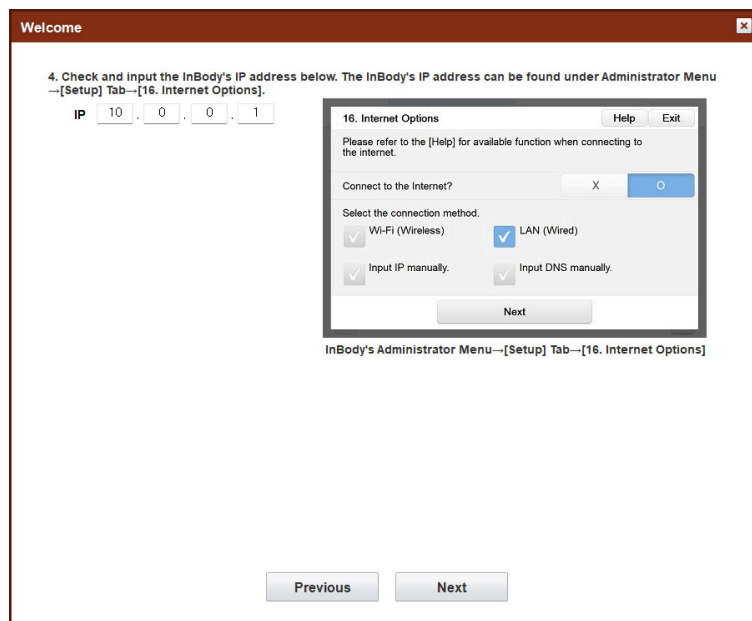 Welcome
4. Check and input the InBody's IP address below. The InBody's IP address can be found under Administrator Menu
→[Setup] Tab→[16. Internet Options].
IP 10 . 0 . 0 . 1
16. Internet Options Help Exit
Please refer to the [Help] for available function when connecting to
the internet.
Connect to the Internet? X O
Select the connection method.
Wi-Fi (Wireless) LAN (Wired)
Input IP manually. Input DNS manually.
Next
InBody's Administrator Menu→[Setup] Tab→[16. Internet Options]
Previous Next